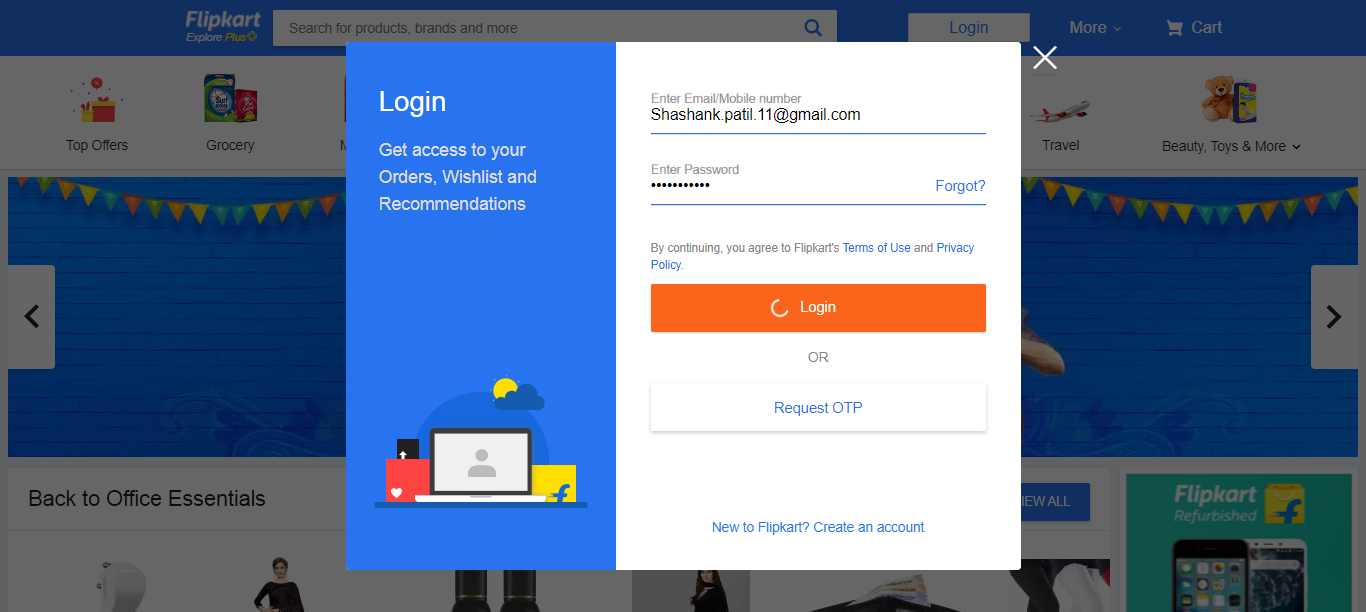 Flipkart
Explore Plus
Search for products, brands and more
Login
More
Cart
Top Offers
Grocery
M
Travel
Beauty, Toys & More
Login
Get access to your
Orders, Wishlist and
Recommendations
Enter Email/Mobile number
Shashank.patil.11@gmail.com
Enter Password
•••••••••••
Forgot?
By continuing, you agree to Flipkart's Terms of Use and Privacy
Policy.
Login
OR
Request OTP
New to Flipkart? Create an account
Back to Office Essentials
IEW ALL
Flipkart
Refurbished